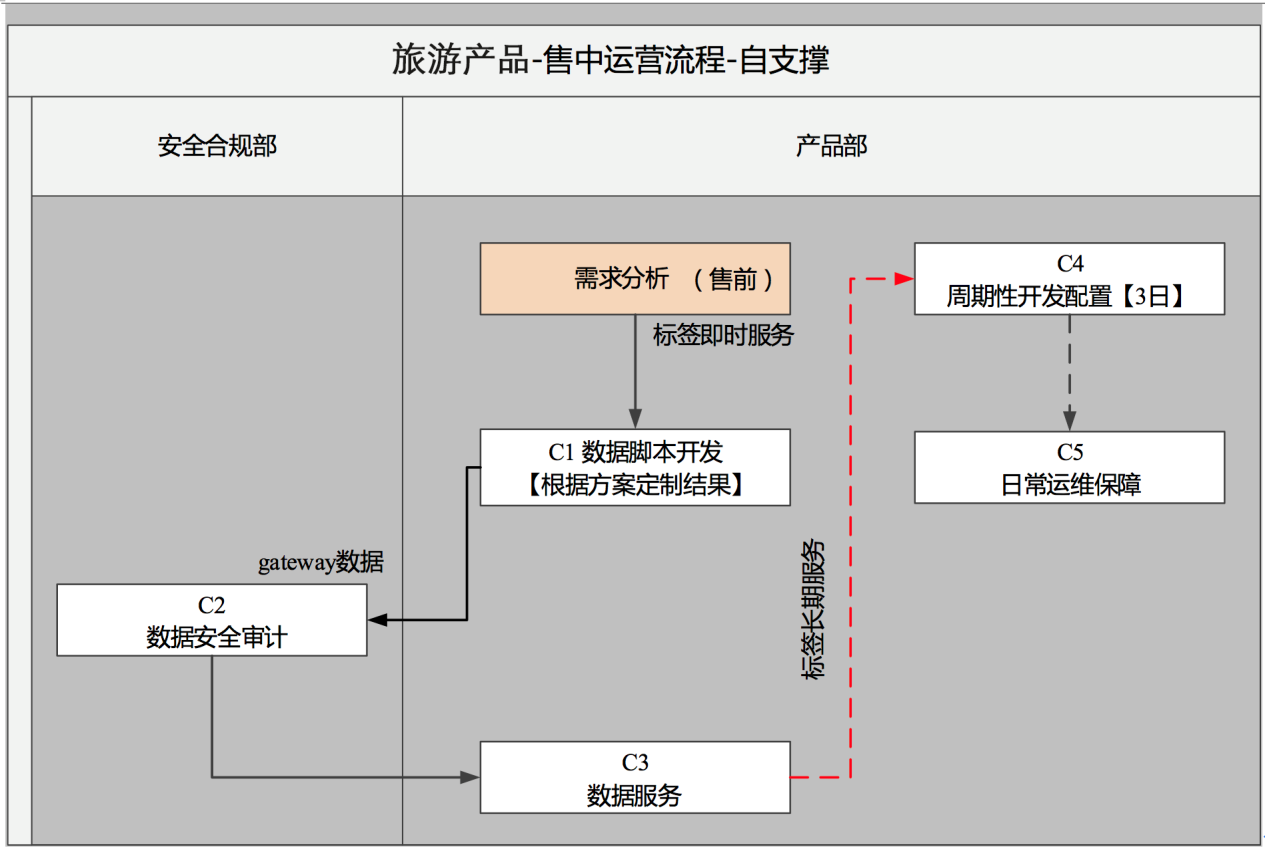 旅游产品-售中运营流程-自支撑
安全合规部
产品部
需求分析 （售前）
标签即时服务
C1 数据脚本开发
【根据方案定制结果】
gateway数据
C2
数据安全审计
C3
数据服务
标签长期服务
C4
周期性开发配置【3日】
C5
日常运维保障